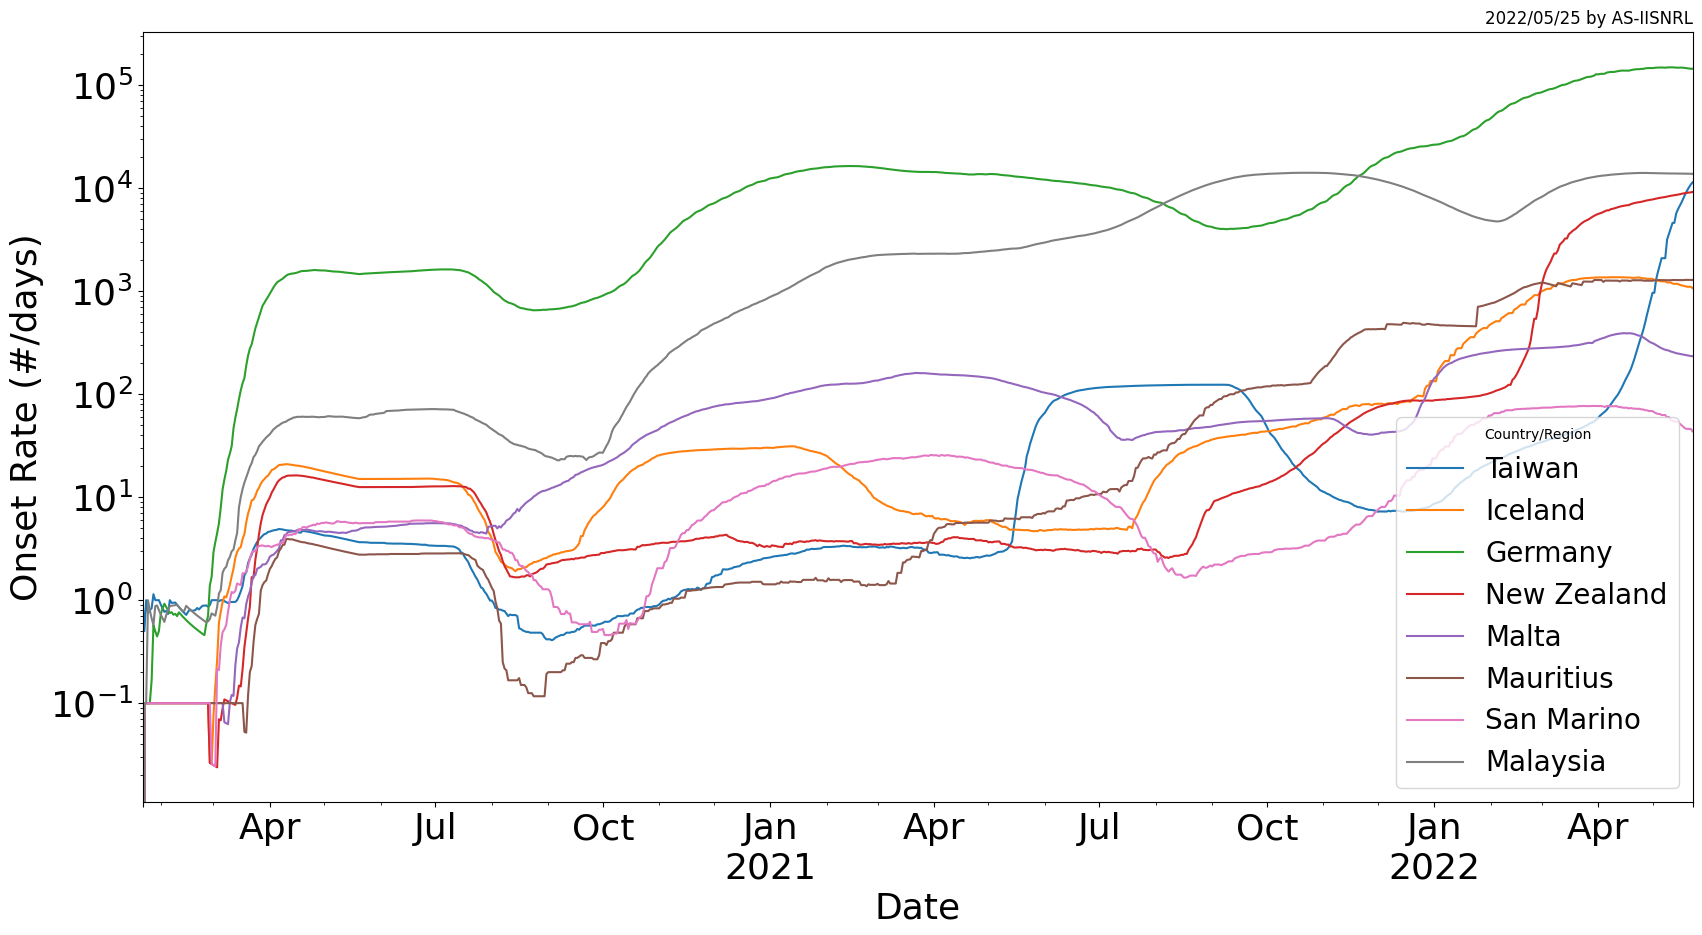 2022/05/25 by AS-IISNRL
Onset Rate (#/days)
10^5
10^4
10^3
10^2
10^1
10^0
10^−1
Country/Region
Taiwan
Iceland
Germany
New Zealand
Malta
Mauritius
San Marino
Malaysia
Apr Jul Oct Jan Apr Jul Oct Jan Apr
2021 2022
Date